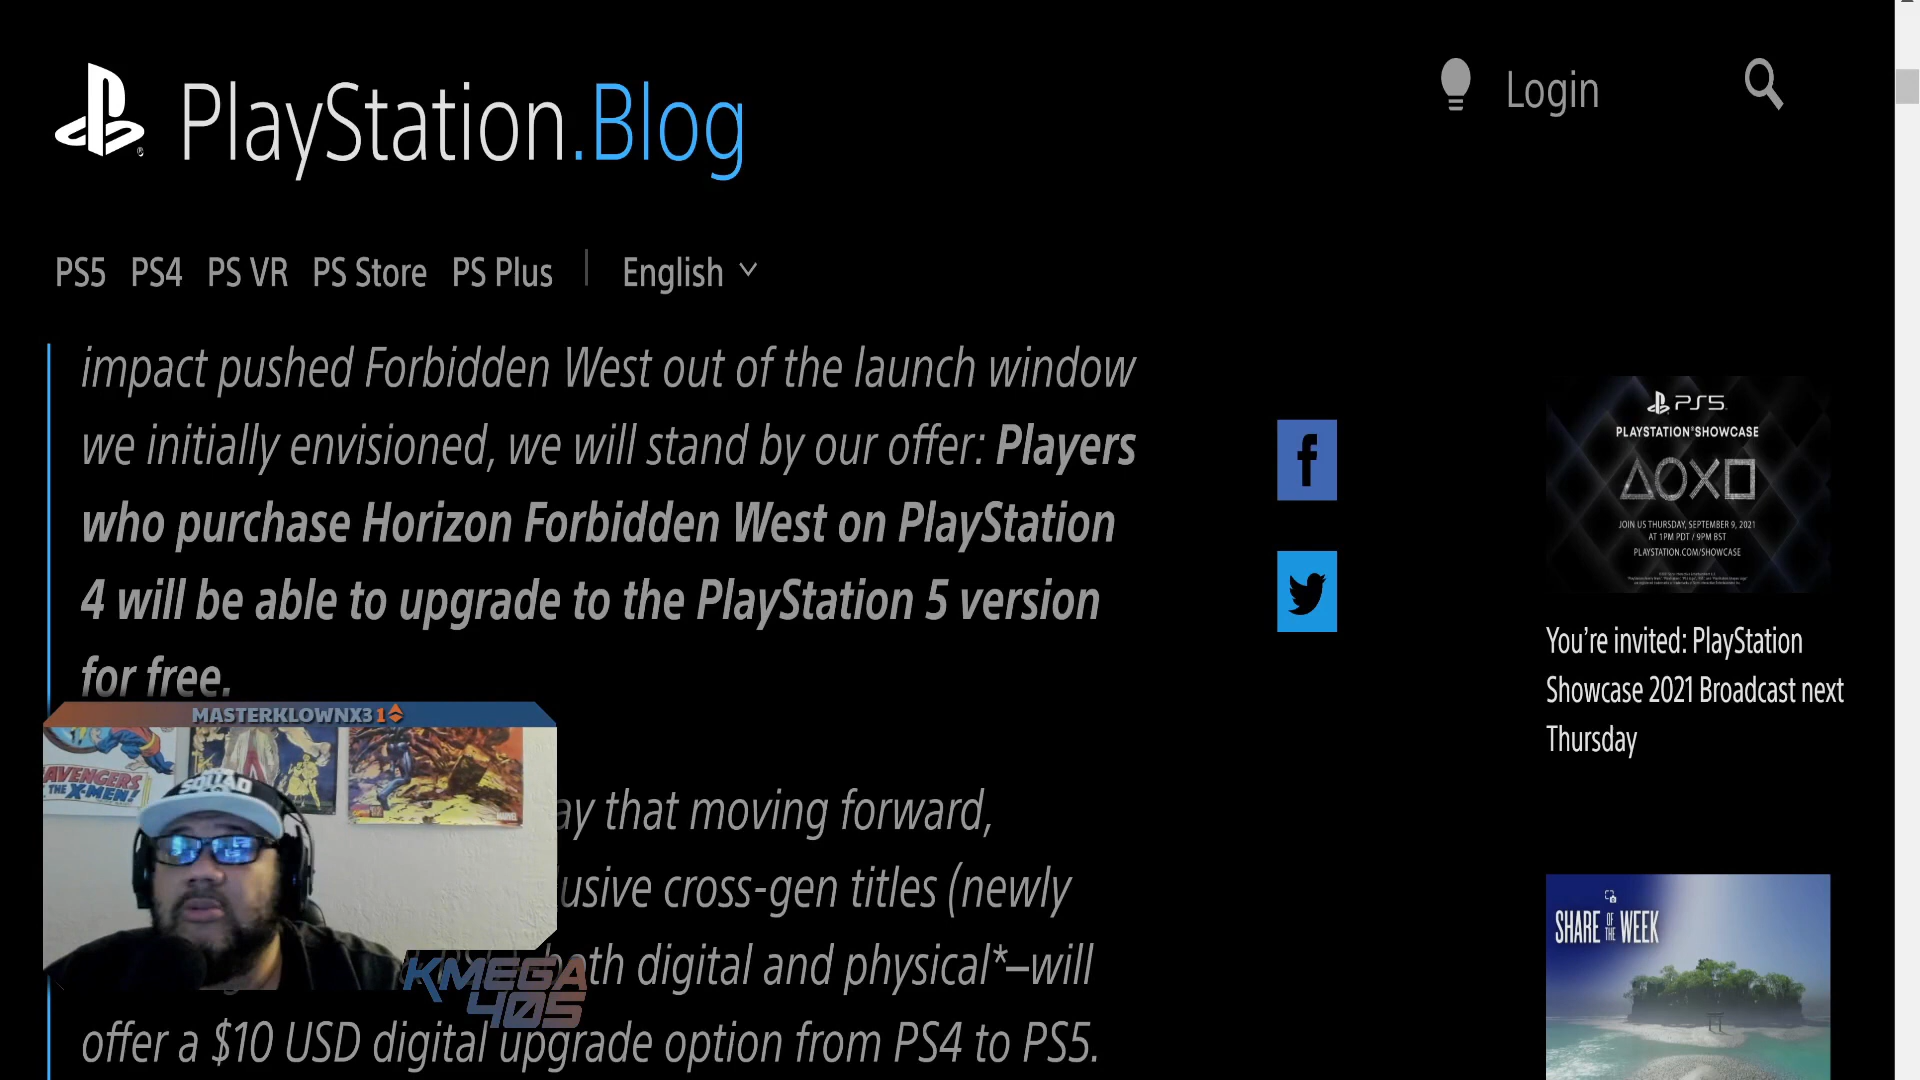 PlayStation.Blog
Login
PS5 PS4 PS VR PS Store PS Plus English
impact pushed Forbidden West out of the launch window
we initially envisioned, we will stand by our offer: Players
who purchase Horizon Forbidden West on PlayStation
4 will be able to upgrade to the PlayStation 5 version
for free.
ay that moving forward,
lusive cross-gen titles (newly
oth digital and physical*–will
offer a $10 USD digital upgrade option from PS4 to PS5.
PS5
PLAYSTATION SHOWCASE
JOIN US THURSDAY, SEPTEMBER 9, 2021
AT 1PM PDT / 9PM BST
PLAYSTATION.COM/SHOWCASE
You're invited: PlayStation
Showcase 2021 Broadcast next
Thursday
SHARE OF THE WEEK
MASTERKLOWNX31
AVENGERS
THE X-MEN!
SQUAD
MARVEL
KMEGA
405